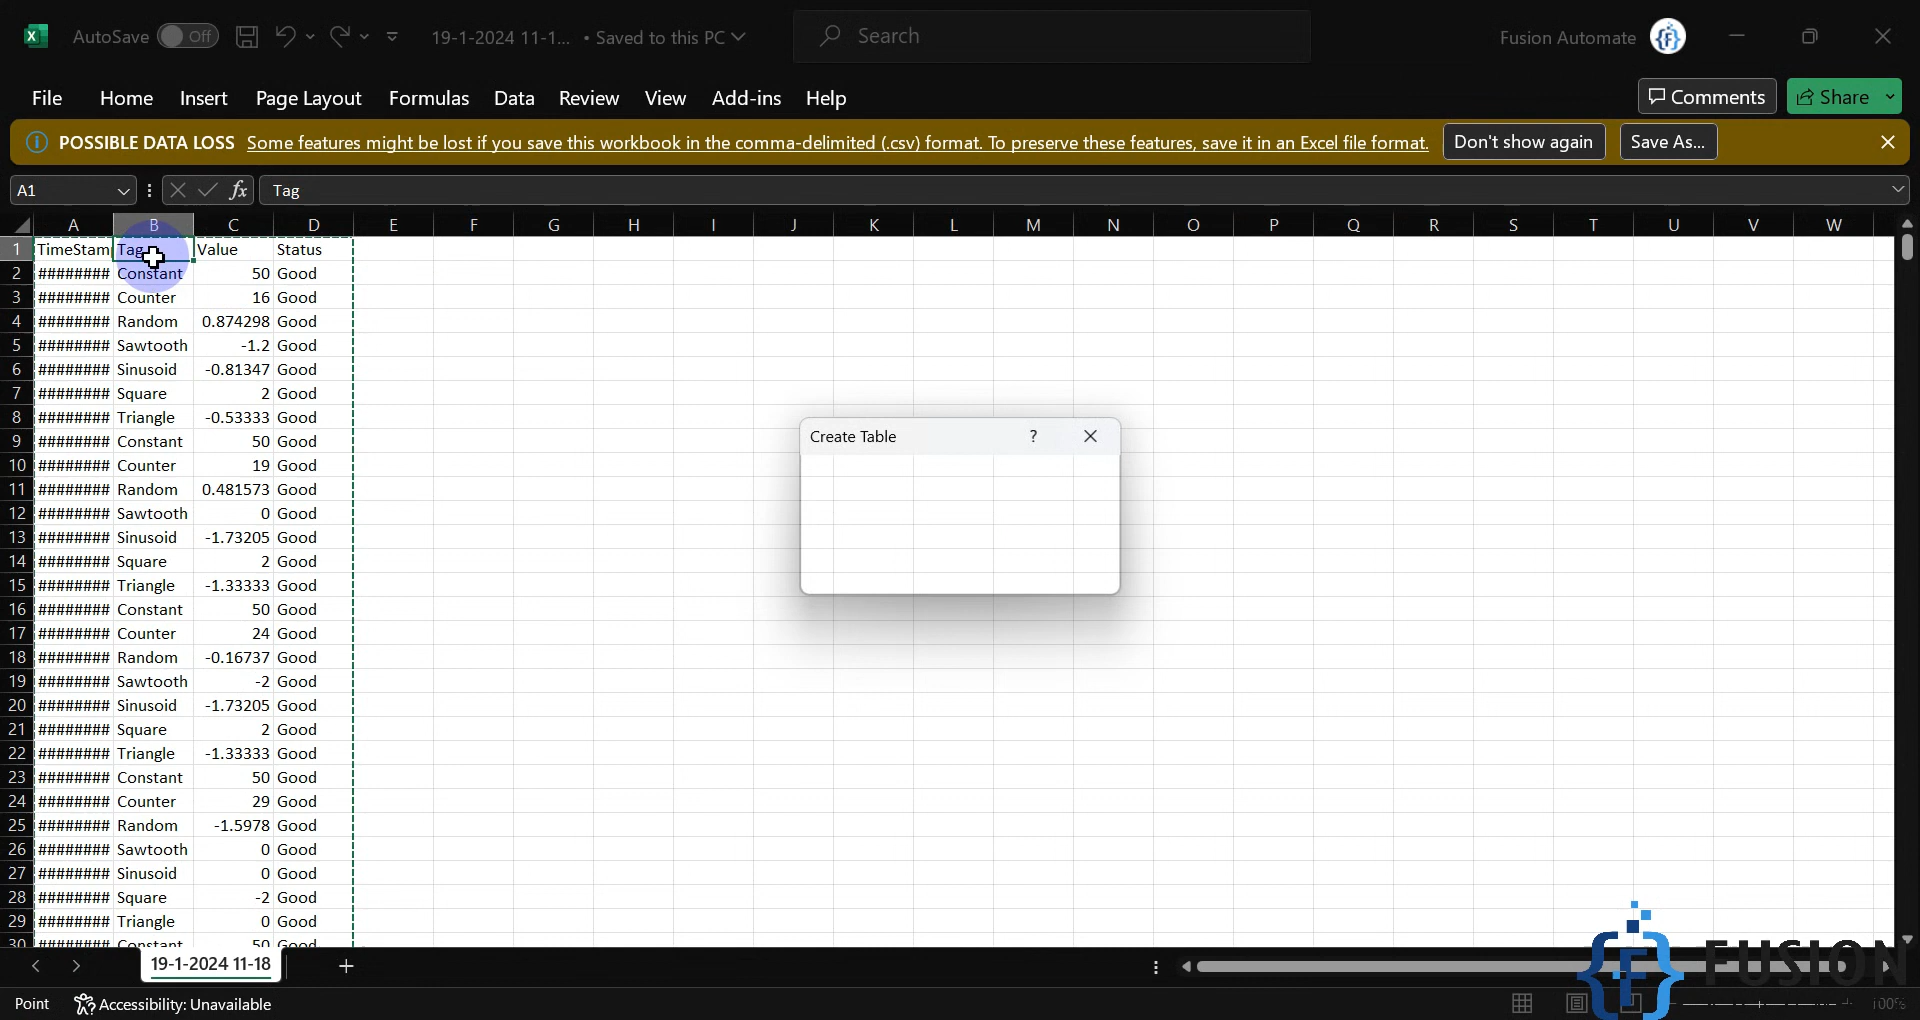 AutoSave Off 19-1-2024 11-1... • Saved to this PC Search Fusion Automate
File Home Insert Page Layout Formulas Data Review View Add-ins Help Comments Share
POSSIBLE DATA LOSS Some features might be lost if you save this workbook in the comma-delimited (.csv) format. To preserve these features, save it in an Excel file format. Don't show again Save As...
A1 fx Tag
A B C D E F G H I J K L M N O P Q R S T U V W
1 TimeStam Tag Value Status
2 ######## Constant 50 Good
3 ######## Counter 16 Good
4 ######## Random 0.874298 Good
5 ######## Sawtooth -1.2 Good
6 ######## Sinusoid -0.81347 Good
7 ######## Square 2 Good
8 ######## Triangle -0.53333 Good
Create Table ?
9 ######## Constant 50 Good
10 ######## Counter 19 Good
11 ######## Random 0.481573 Good
12 ######## Sawtooth 0 Good
13 ######## Sinusoid -1.73205 Good
14 ######## Square 2 Good
15 ######## Triangle -1.33333 Good
16 ######## Constant 50 Good
17 ######## Counter 24 Good
18 ######## Random -0.16737 Good
19 ######## Sawtooth -2 Good
20 ######## Sinusoid -1.73205 Good
21 ######## Square 2 Good
22 ######## Triangle -1.33333 Good
23 ######## Constant 50 Good
24 ######## Counter 29 Good
25 ######## Random -1.5978 Good
26 ######## Sawtooth 0 Good
27 ######## Sinusoid 0 Good
28 ######## Square -2 Good
29 ######## Triangle 0 Good
30 ######## Constant 50 Good
19-1-2024 11-18
FUSION
Point Accessibility: Unavailable 100%